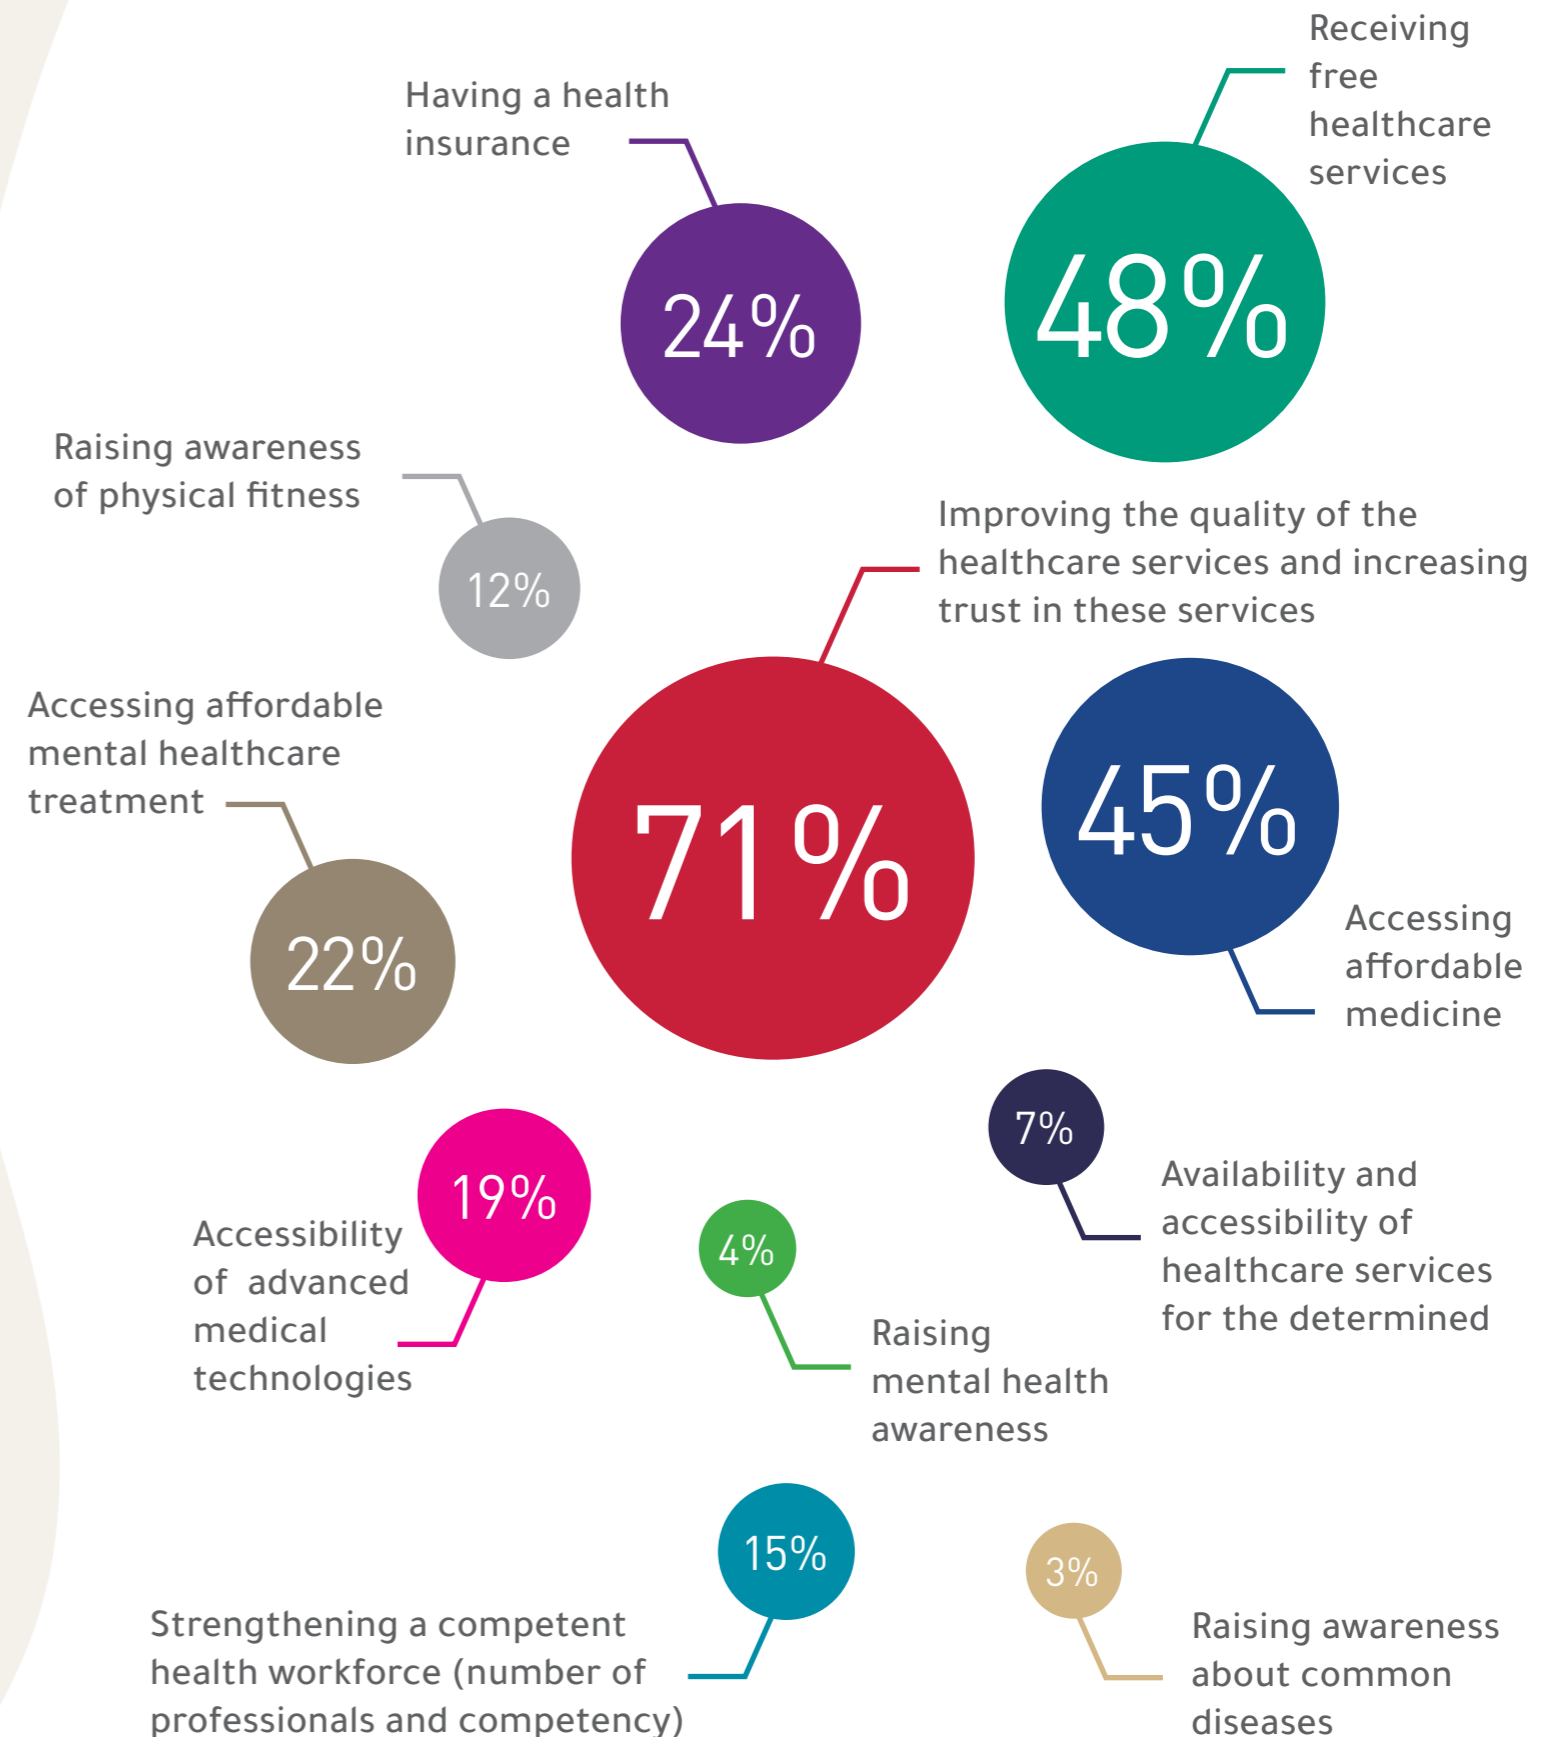 Receiving
free
healthcare
services
48%
Having a health
insurance
24%
Raising awareness
of physical fitness
12%
Improving the quality of the
healthcare services and increasing
trust in these services
71%
Accessing affordable
mental healthcare
treatment
22%
45%
Accessing
affordable
medicine
7%
Availability and
accessibility of
healthcare services
for the determined
19%
Accessibility
of  advanced
medical
technologies
4%
Raising
mental health
awareness
15%
Strengthening a competent
health workforce (number of
professionals and competency)
3%
Raising awareness
about common
diseases